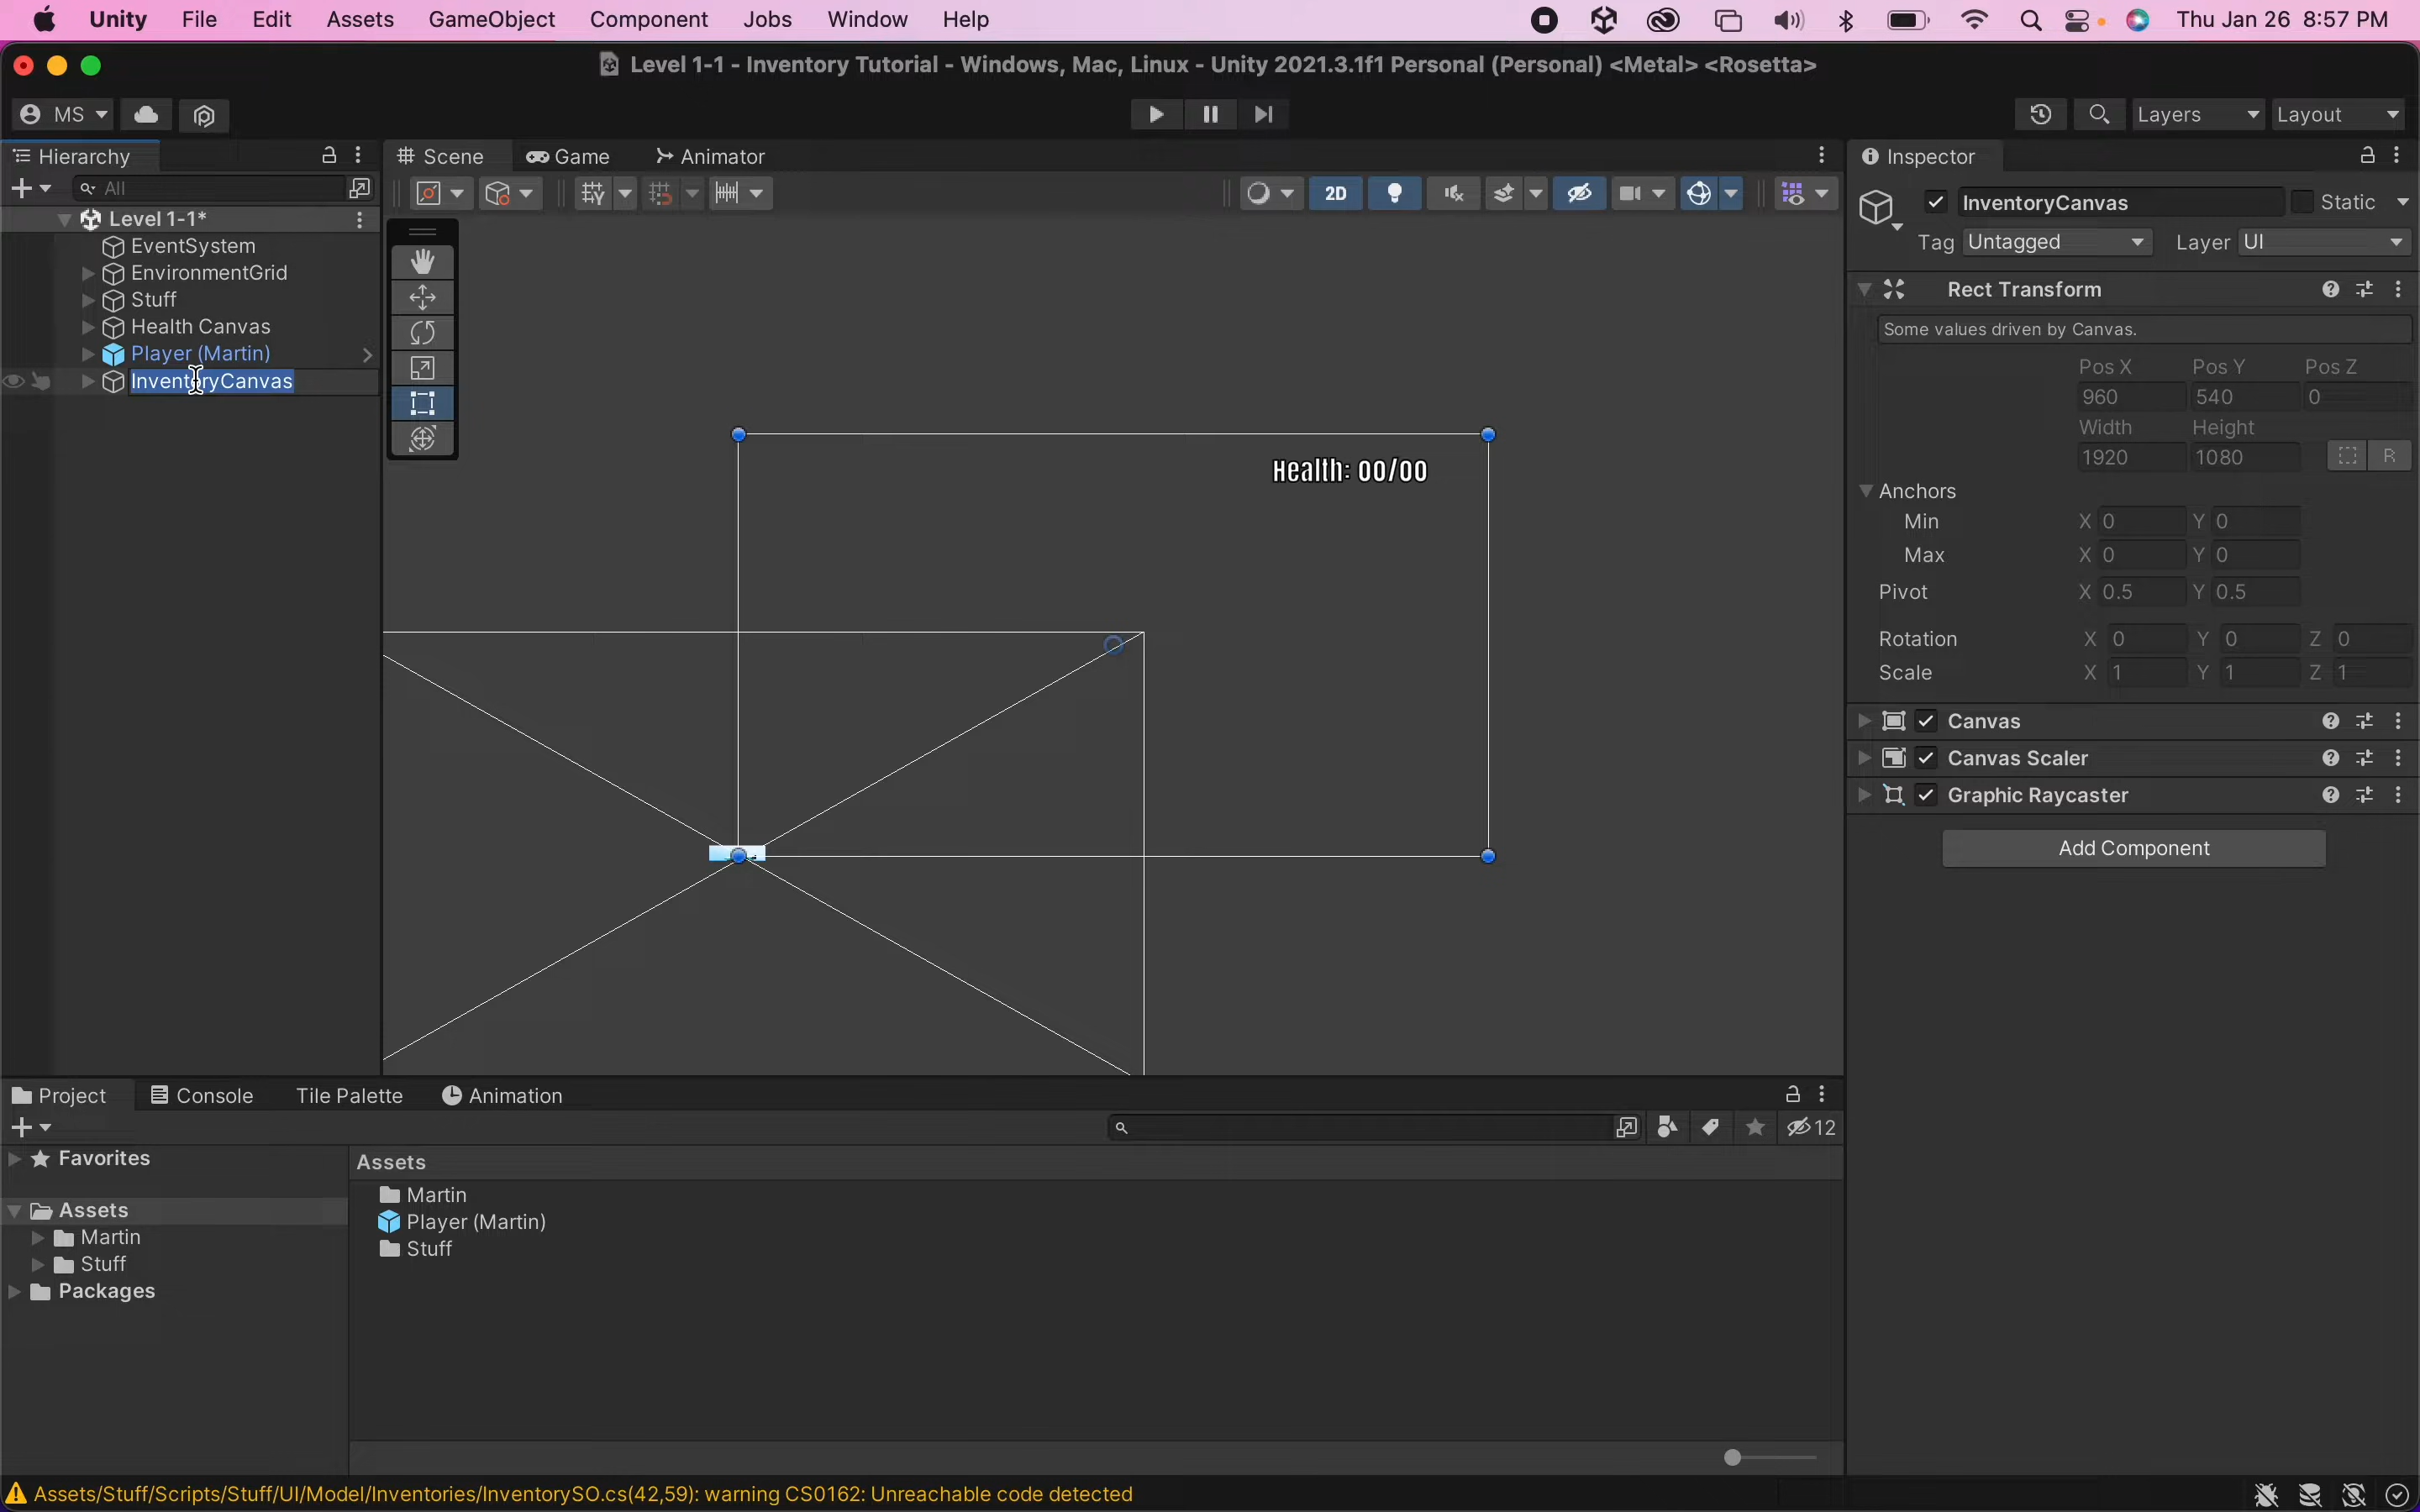 Unity File Edit Assets GameObject Component Jobs Window Help Thu Jan 26 8:57 PM
Level 1-1 - Inventory Tutorial - Windows, Mac, Linux - Unity 2021.3.1f1 Personal (Personal) <Metal> <Rosetta>
MS Layers Layout
Hierarchy Scene Game Animator Inspector
All 2D
InventoryCanvas Static
Tag Untagged Layer UI
Level 1-1*
EventSystem
EnvironmentGrid
Stuff
Health Canvas
Player (Martin)
InventoryCanvas
Health: 00/00
Rect Transform
Some values driven by Canvas.
Pos X Pos Y Pos Z
960 540 0
Width Height
1920 1080 R
Anchors
Min X 0 Y 0
Max X 0 Y 0
Pivot X 0.5 Y 0.5
Rotation X 0 Y 0 Z 0
Scale X 1 Y 1 Z 1
Canvas
Canvas Scaler
Graphic Raycaster
Add Component
Project Console Tile Palette Animation
12
Favorites
Assets
Martin
Stuff
Packages
Assets
Martin
Player (Martin)
Stuff
Assets/Stuff/Scripts/Stuff/UI/Model/Inventories/InventorySO.cs(42,59): warning CS0162: Unreachable code detected